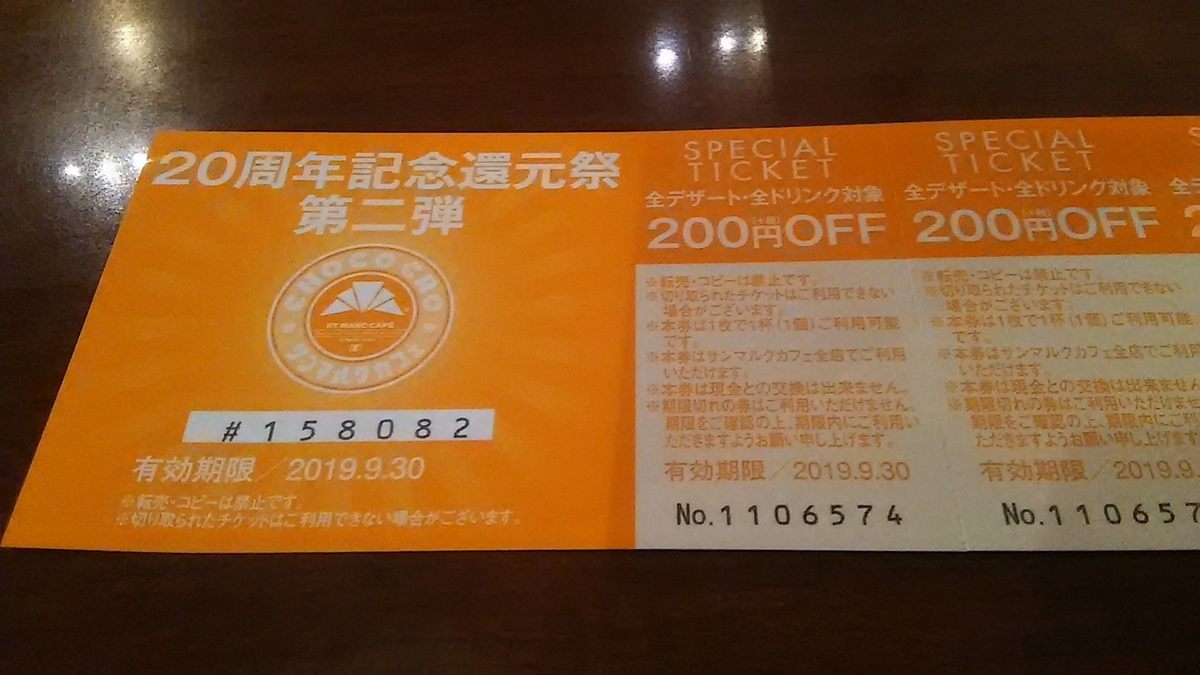 20周年記念還元祭
第二弾
CHOCOCRO
ST.MARC CAFÉ
サンマルクカフェ
#158082
有効期限／2019.9.30
※転売・コピーは禁止です。
※切り取られたチケットはご利用できない場合がございます。
SPECIAL
TICKET
全デザート・全ドリンク対象
200円(+税)OFF
※転売・コピーは禁止です。
※切り取られたチケットはご利用できない
場合がございます。
※本券は1枚で1杯(1個)ご利用可能
です。
※本券はサンマルクカフェ全店でご利用
いただけます。
※本券は現金との交換は出来ません。
※期限切れの券はご利用いただけません。
期限をご確認の上、期限内にご利用い
ただきますようお願い申し上げます。
有効期限／2019.9.30
No.1106574
SPECIAL
TICKET
全デザート・全ドリンク対象
200円(+税)OFF
※転売・コピーは禁止です。
※切り取られたチケットはご利用できない
場合がございます。
※本券は1枚で1杯(1個)ご利用可能
です。
※本券はサンマルクカフェ全店でご利
いただけます。
※本券は現金との交換は出来ませ
※期限切れの券はご利用いただけませ
期限をご確認の上、期限内にご
ただきますようお願い申し上げます
有効期限／2019.9.
No.110657